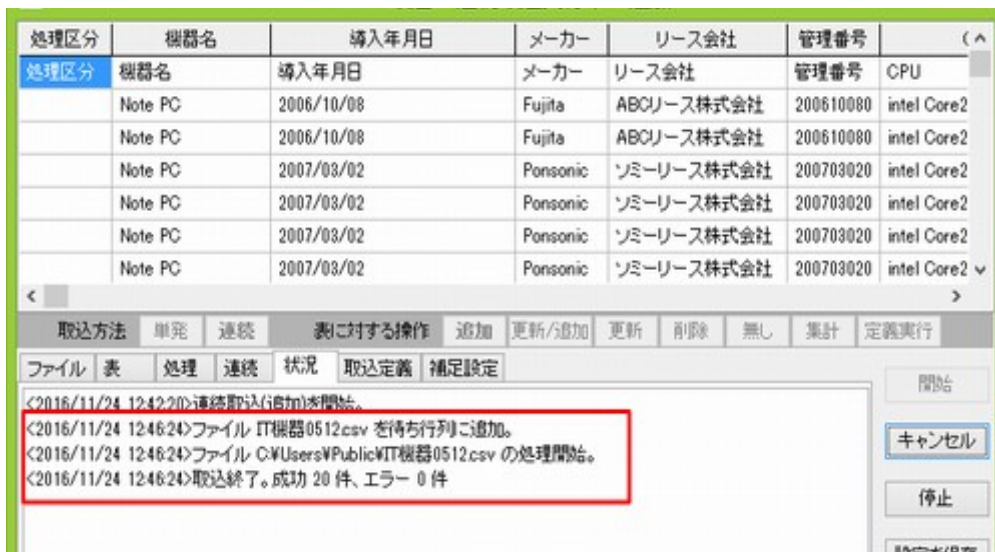 処理区分 機器名 導入年月日 メーカー リース会社 管理番号 (
処理区分 機器名 導入年月日 メーカー リース会社 管理番号 CPU
Note PC 2006/10/08 Fujita ABCリース株式会社 200610080 intel Core2
Note PC 2006/10/08 Fujita ABCリース株式会社 200610080 intel Core2
Note PC 2007/03/02 Ponsonic ソミーリース株式会社 200703020 intel Core2
Note PC 2007/03/02 Ponsonic ソミーリース株式会社 200703020 intel Core2
Note PC 2007/03/02 Ponsonic ソミーリース株式会社 200703020 intel Core2
Note PC 2007/03/02 Ponsonic ソミーリース株式会社 200703020 intel Core2
取込方法 単発 連続 表に対する操作 追加 更新/追加 更新 削除 無し 集計 定義実行
ファイル 表 処理 連続 状況 取込定義 補足設定
開始
<2016/11/24 12:42:20>連続取込(追加)を開始。
<2016/11/24 12:46:24>ファイル IT機器0512.csv を待ち行列に追加。
キャンセル
<2016/11/24 12:46:24>ファイル C:¥Users¥Public¥IT機器0512.csv の処理開始。
<2016/11/24 12:46:24>取込終了。成功 20 件、エラー 0 件
停止